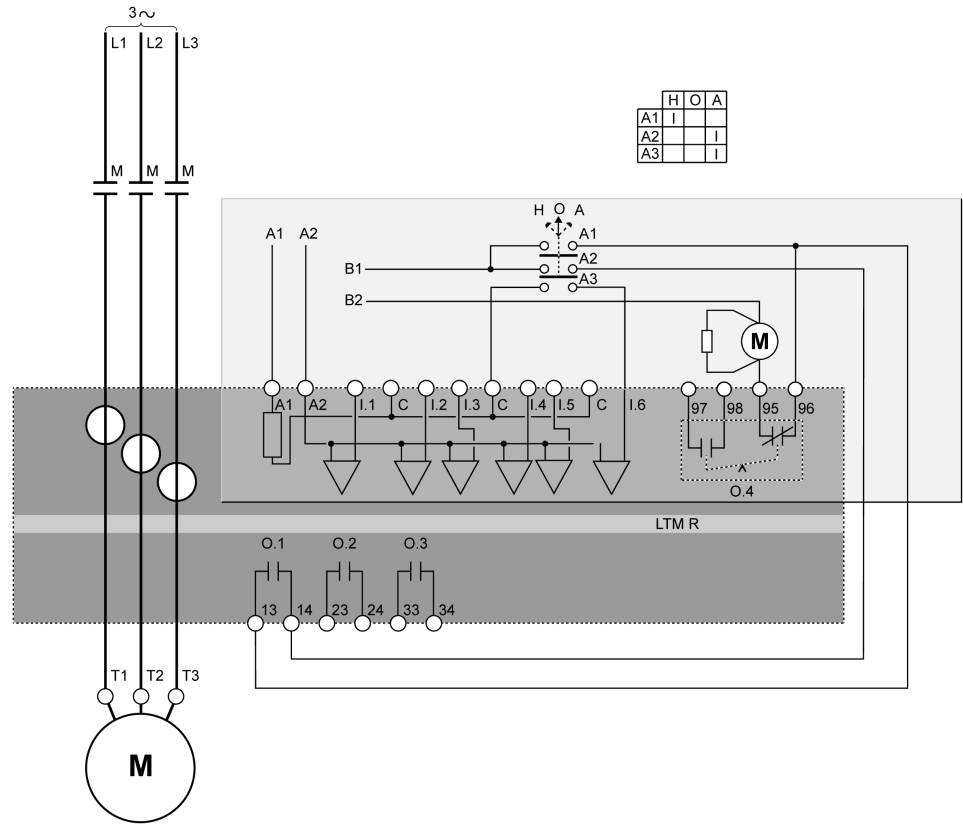 3∼
L1 L2 L3
M M M
H O A
A1 I
A2 I
A3 I
H O A
A1 A2
A1
B1
A2
A3
B2
M
A1 A2 I.1 C I.2 I.3 C I.4 I.5 C I.6 97 98 95 96
O.4
LTM R
O.1 O.2 O.3
13 14 23 24 33 34
T1 T2 T3
M